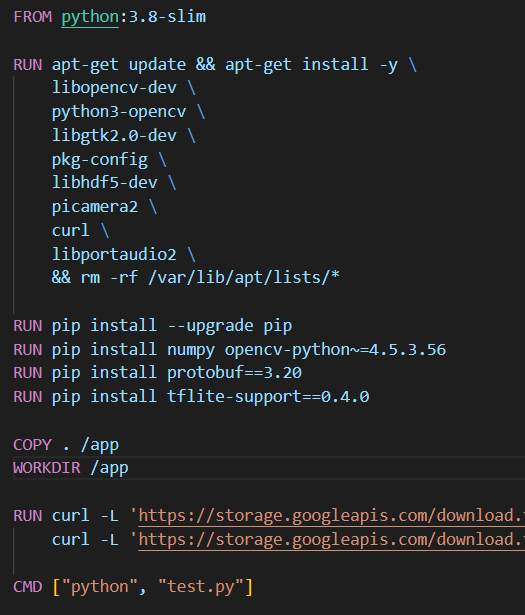 FROM python:3.8-slim
RUN apt-get update && apt-get install -y \
libopencv-dev \
python3-opencv \
libgtk2.0-dev \
pkg-config \
libhdf5-dev \
picamera2 \
curl \
libportaudio2 \
&& rm -rf /var/lib/apt/lists/*
RUN pip install --upgrade pip
RUN pip install numpy opencv-python~=4.5.3.56
RUN pip install protobuf==3.20
RUN pip install tflite-support==0.4.0
COPY . /app
WORKDIR /app
RUN curl -L 'https://storage.googleapis.com/download.
curl -L 'https://storage.googleapis.com/download.
CMD ["python", "test.py"]